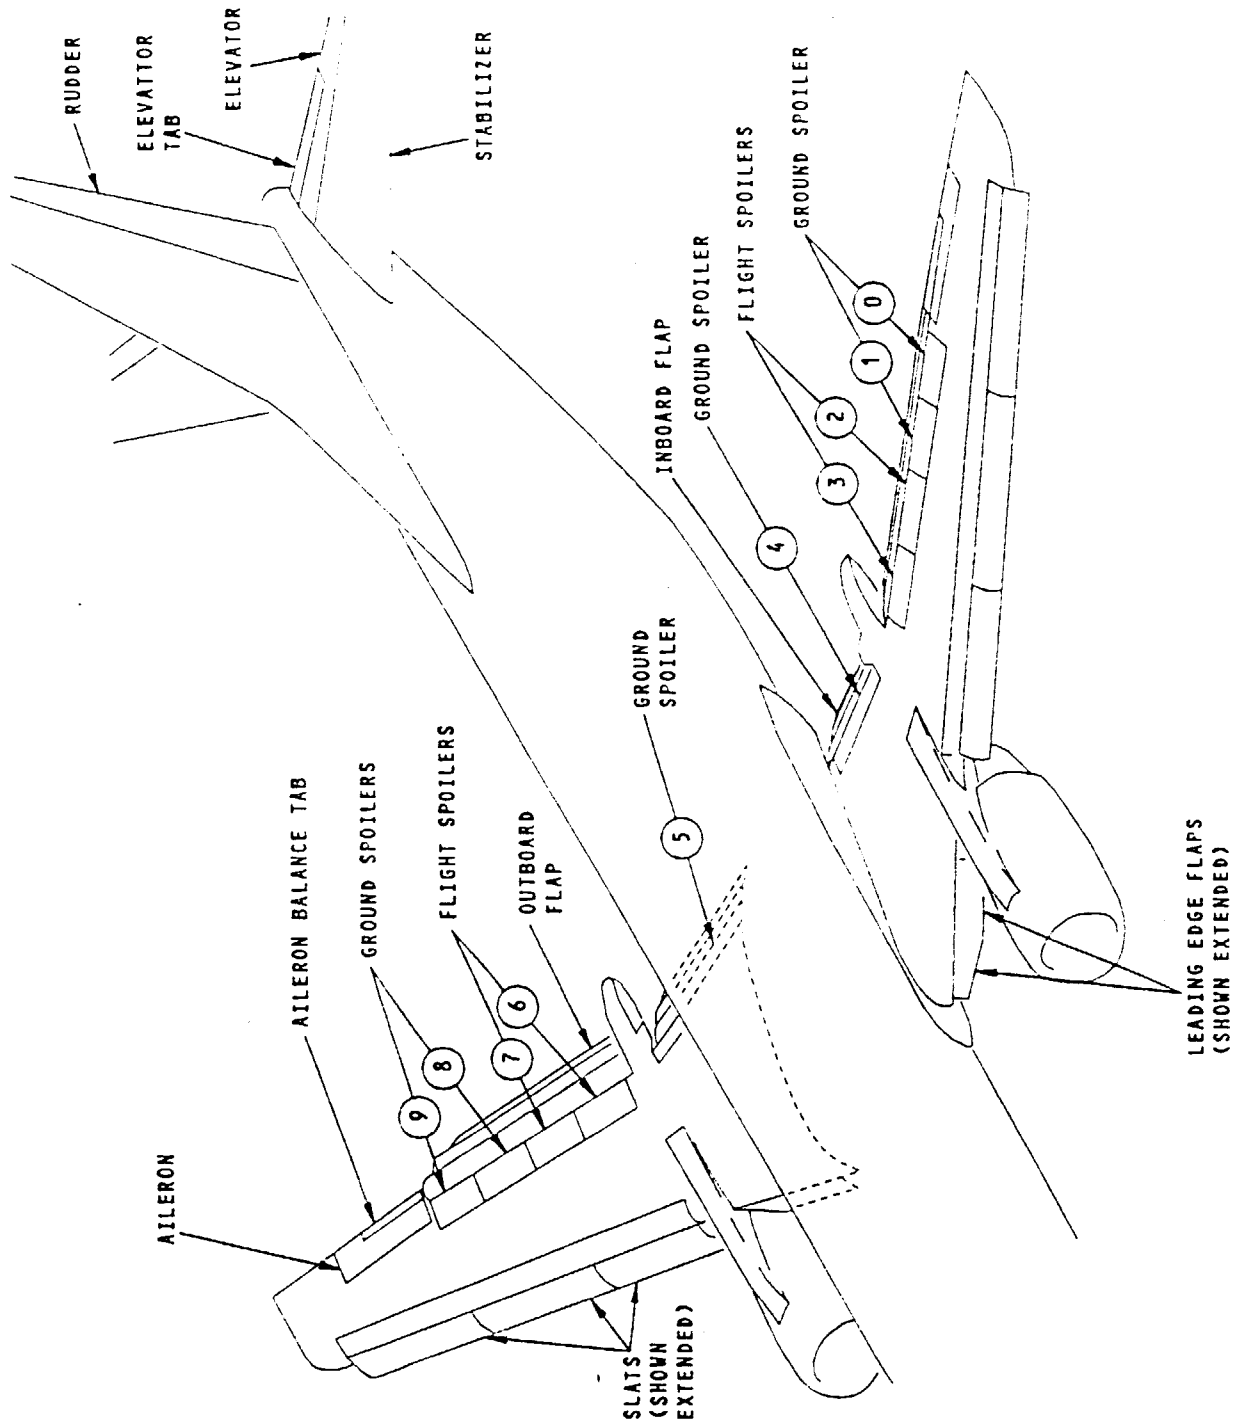 RUDDER
ELEVATTOR
TAB
ELEVATOR
STABILIZER
AILERON
AILERON BALANCE TAB
GROUND SPOILERS
FLIGHT SPOILERS
OUTBOARD
FLAP
GROUND
SPOILER
INBOARD FLAP
GROUND SPOILER
FLIGHT SPOILERS
GROUND SPOILER
9
8
7
6
5
4
3
2
1
0
SLATS
(SHOWN
EXTENDED)
LEADING EDGE FLAPS
(SHOWN EXTENDED)